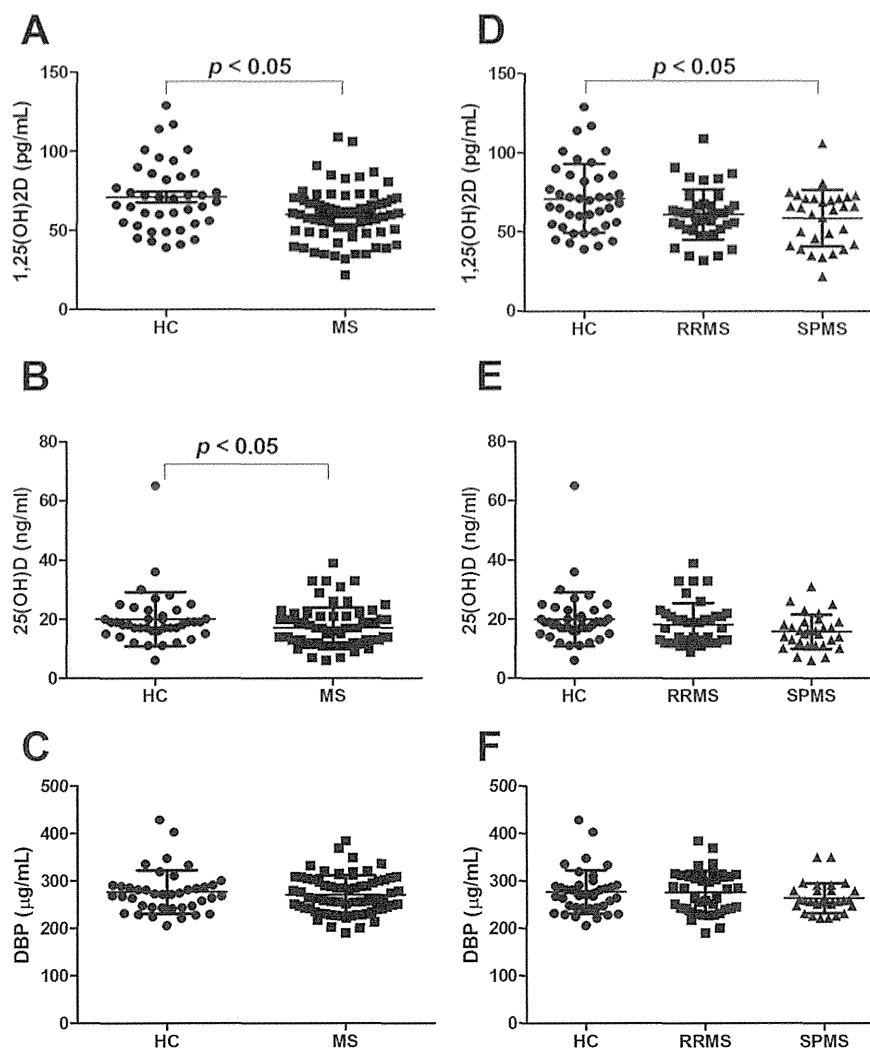 A
p < 0.05
1,25(OH)2D (pg/mL)
150
100
50
0
HC MS
D
p < 0.05
1,25(OH)2D (pg/mL)
150
100
50
0
HC RRMS SPMS
B
p < 0.05
25(OH)D (ng/ml)
80
60
40
20
0
HC MS
E
25(OH)D (ng/ml)
80
60
40
20
0
HC RRMS SPMS
C
DBP (μg/mL)
500
400
300
200
100
0
HC MS
F
DBP (μg/mL)
500
400
300
200
100
0
HC RRMS SPMS